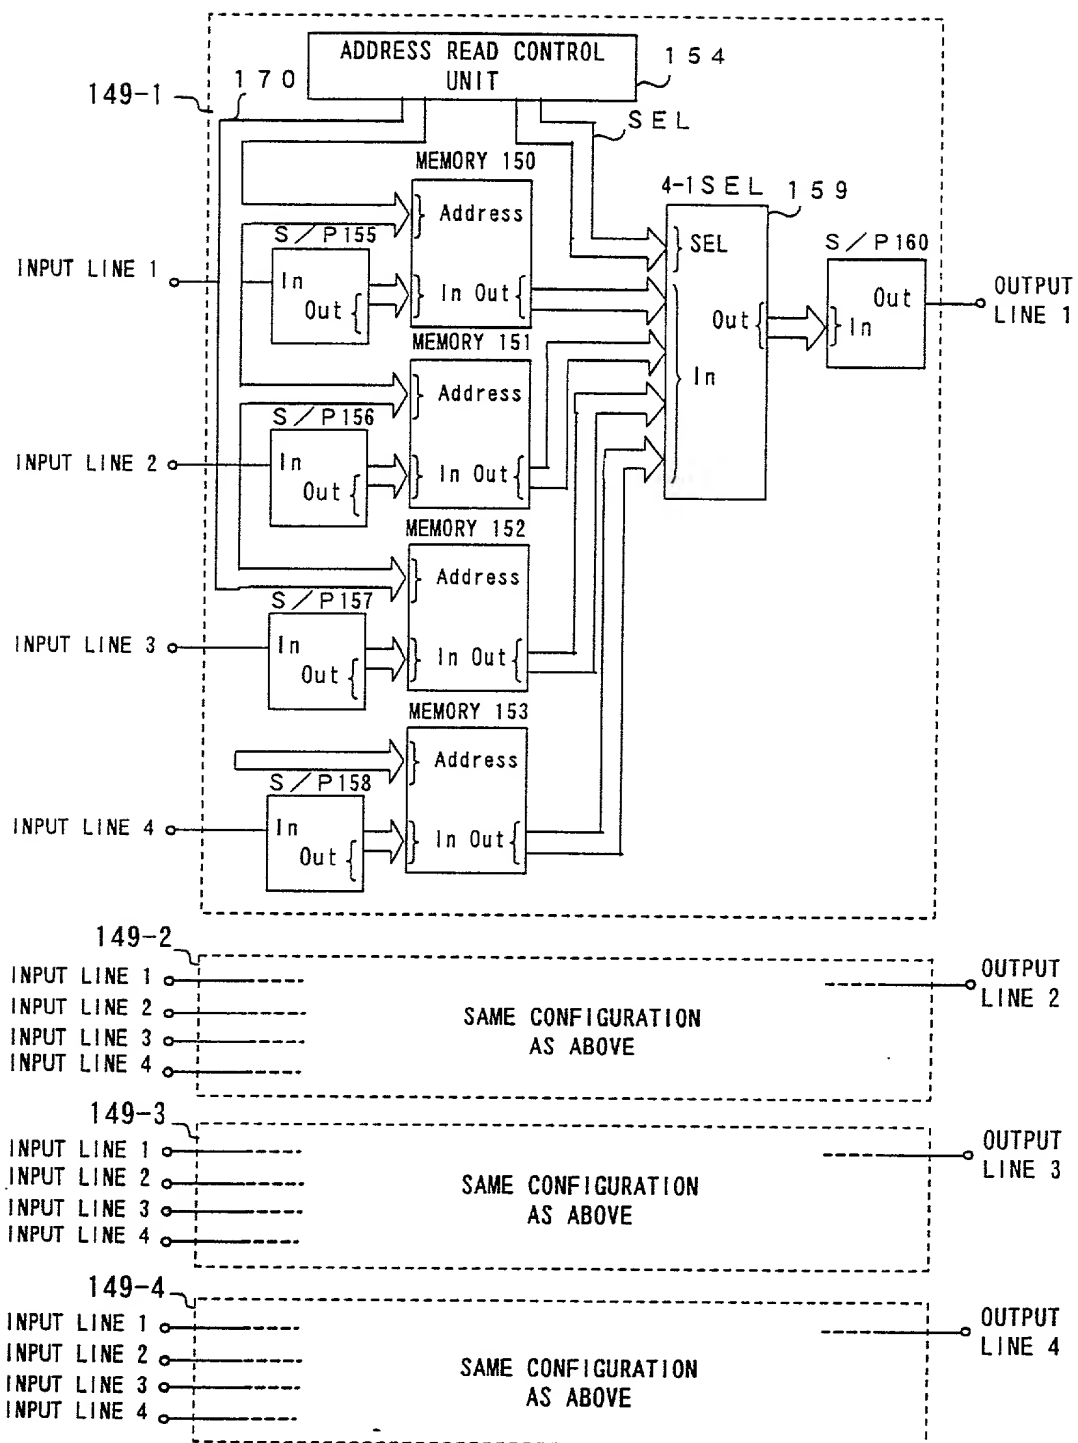 ADDRESS READ CONTROL
UNIT
154
170
149-1
SEL
MEMORY 150
4-1SEL 159
Address
SEL
S/P155
S/P160
INPUT LINE 1
In
Out
In Out
Out
In
Out
In
OUTPUT
LINE 1
MEMORY 151
Address
S/P156
INPUT LINE 2
In
Out
In Out
MEMORY 152
Address
S/P157
INPUT LINE 3
In
Out
In Out
MEMORY 153
Address
S/P158
INPUT LINE 4
In
Out
In Out
149-2
INPUT LINE 1
INPUT LINE 2
INPUT LINE 3
INPUT LINE 4
SAME CONFIGURATION
AS ABOVE
OUTPUT
LINE 2
149-3
INPUT LINE 1
INPUT LINE 2
INPUT LINE 3
INPUT LINE 4
SAME CONFIGURATION
AS ABOVE
OUTPUT
LINE 3
149-4
INPUT LINE 1
INPUT LINE 2
INPUT LINE 3
INPUT LINE 4
SAME CONFIGURATION
AS ABOVE
OUTPUT
LINE 4